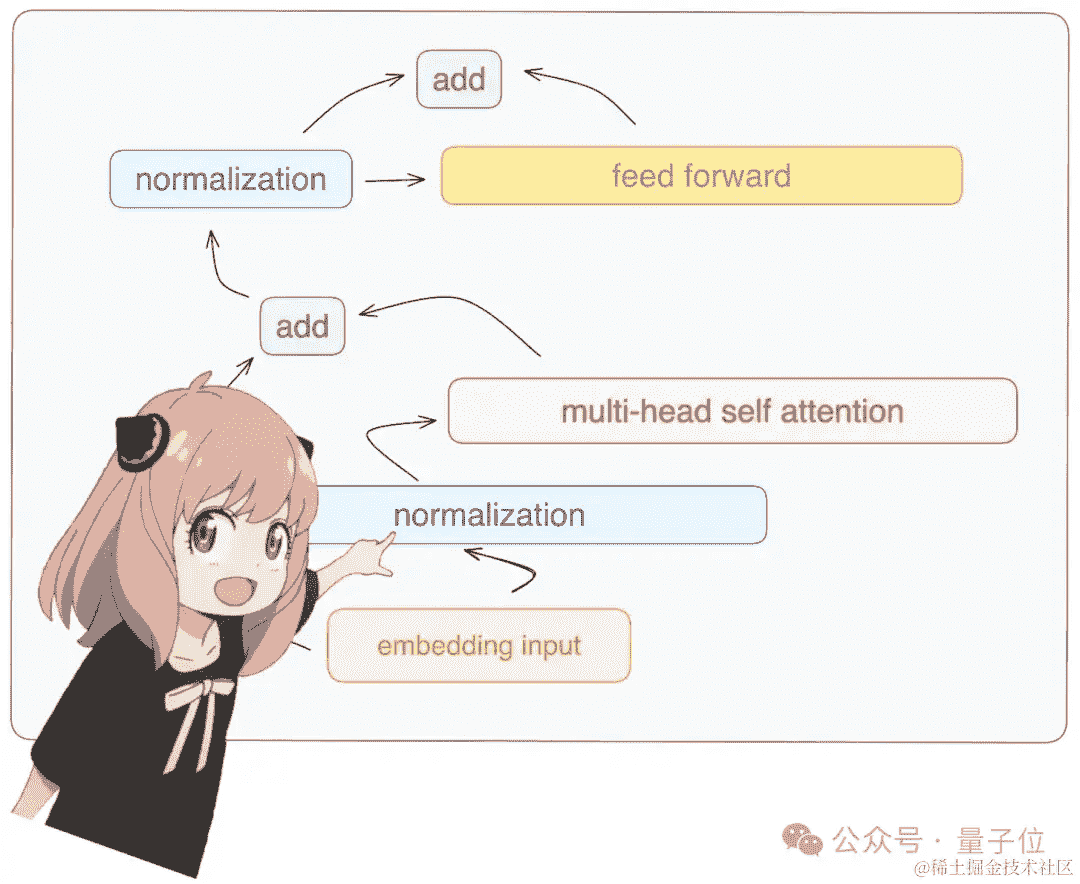 add
normalization
feed forward
add
multi-head self attention
normalization
embedding input
公众号 · 量子位
@稀土掘金技术社区